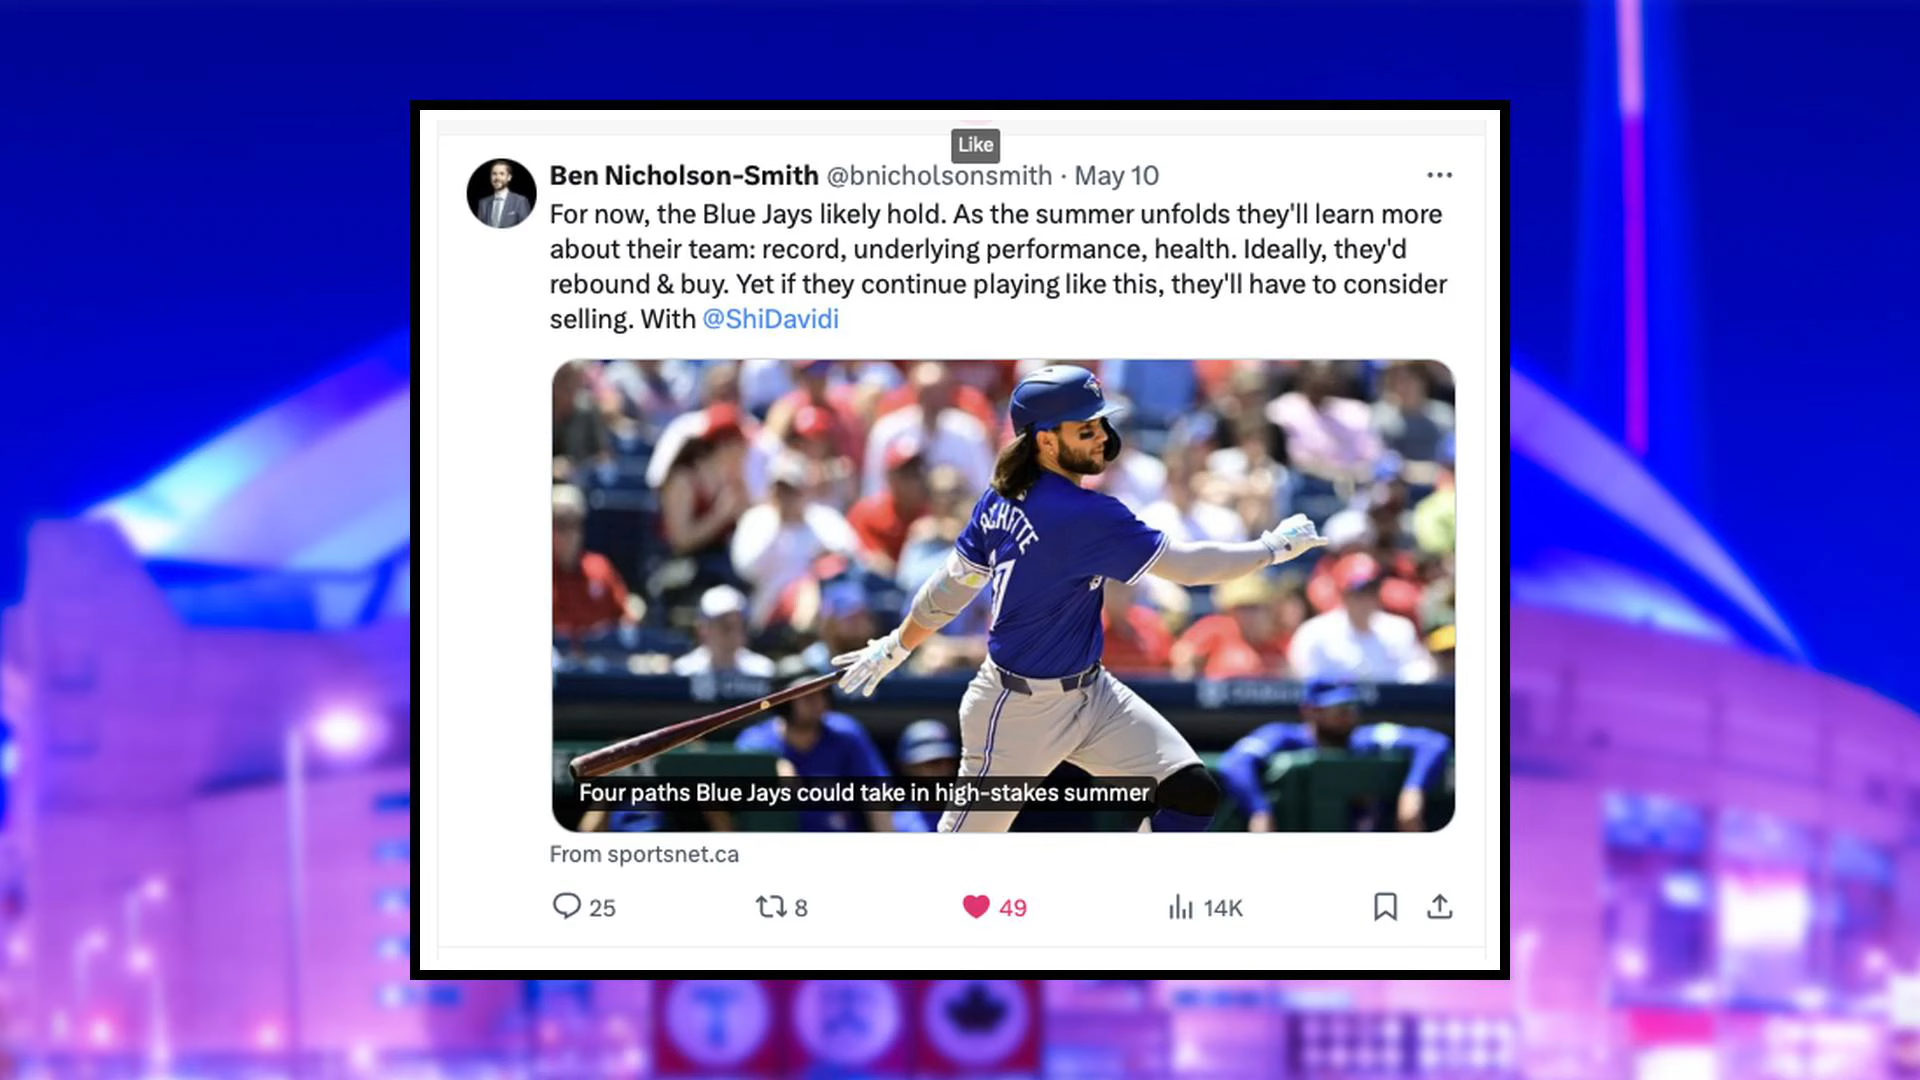 Like
Ben Nicholson-Smith @bnicholsonsmith · May 10
For now, the Blue Jays likely hold. As the summer unfolds they'll learn more
about their team: record, underlying performance, health. Ideally, they'd
rebound & buy. Yet if they continue playing like this, they'll have to consider
selling. With @ShiDavidi
Four paths Blue Jays could take in high-stakes summer
From sportsnet.ca
25 8 49 14K